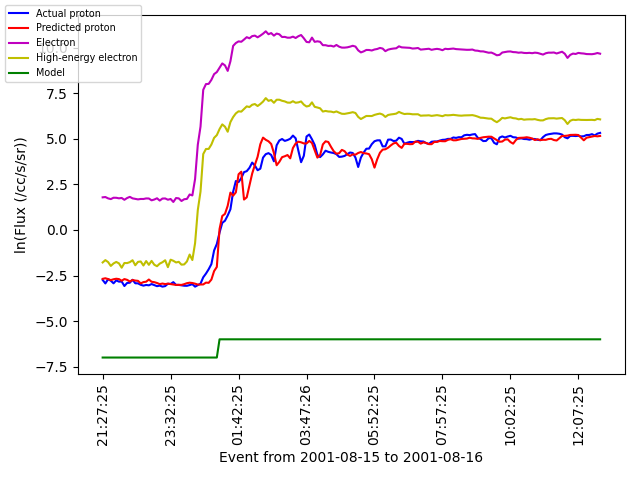 Actual proton
Predicted proton
Electron
High-energy electron
Model
10.0
7.5
5.0
2.5
0.0
−2.5
−5.0
−7.5
ln(Flux (/cc/s/sr))
21:27:25
23:32:25
01:42:25
03:47:26
05:52:25
07:57:25
10:02:25
12:07:25
Event from 2001-08-15 to 2001-08-16